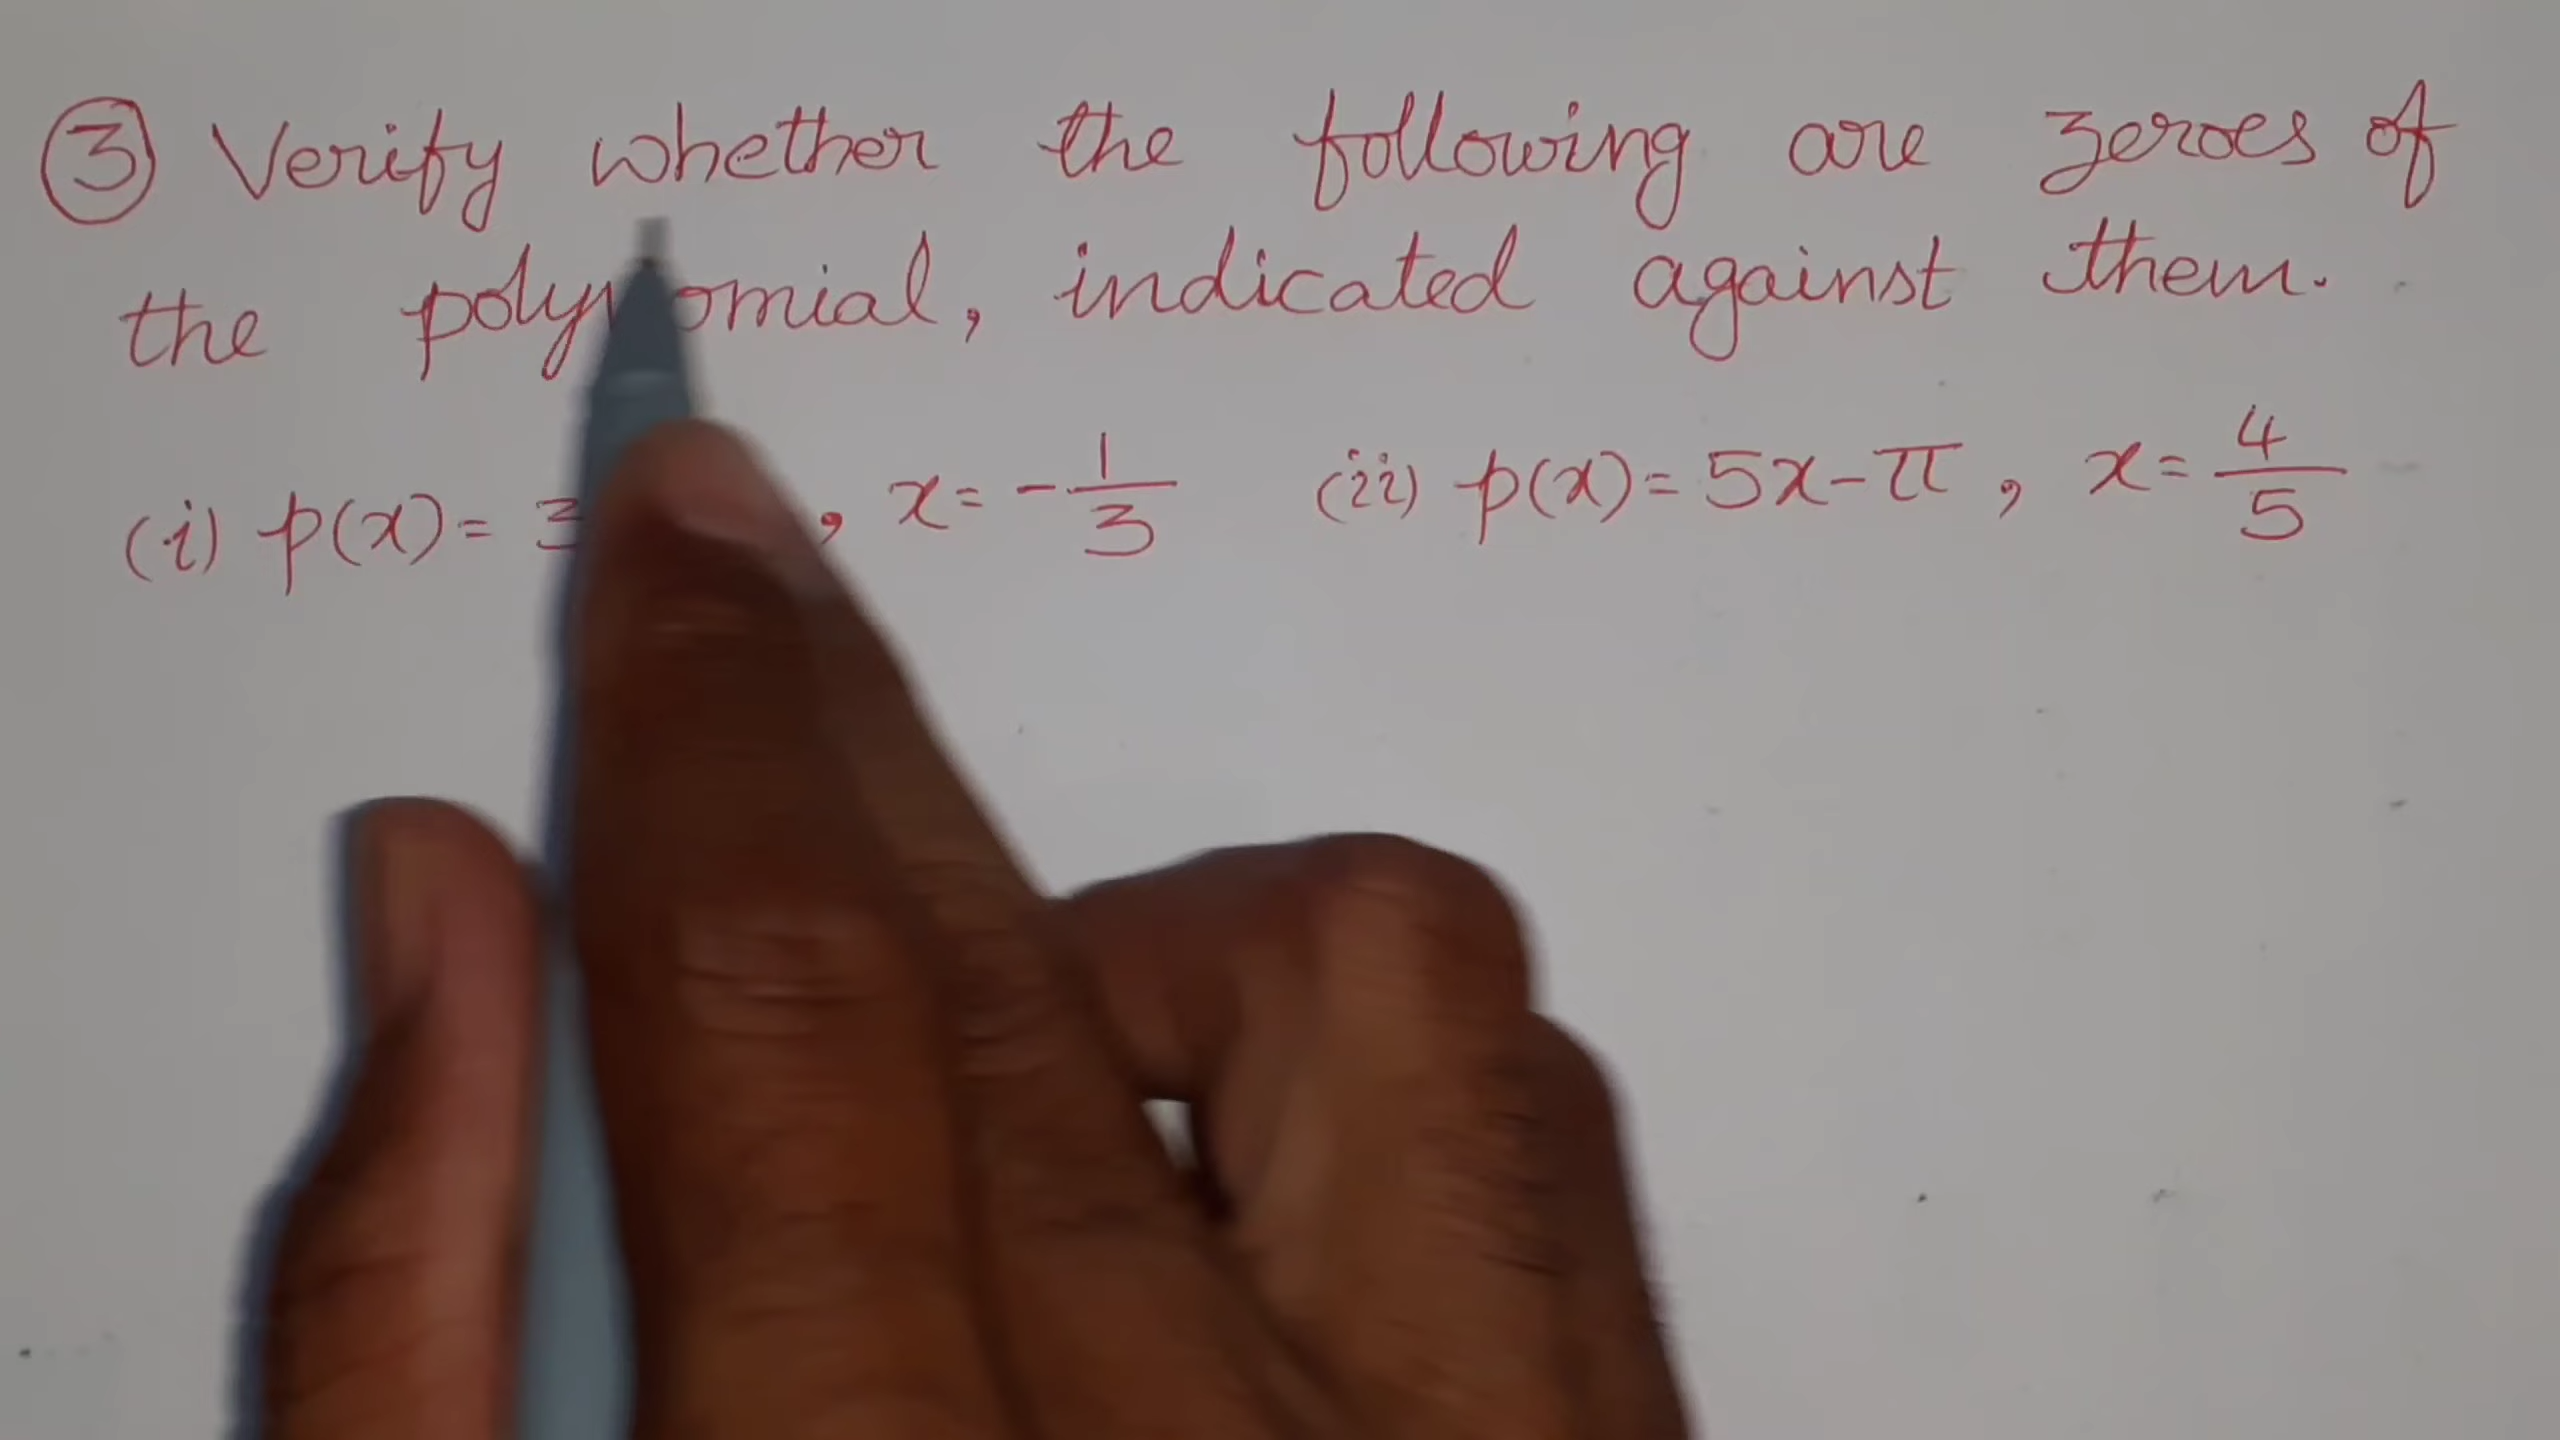 ③ Verify whether the following are zeroes of
the polynomial, indicated against them.
(i) p(x) = 3 , x = -1/3 (ii) p(x) = 5x-π, x = 4/5